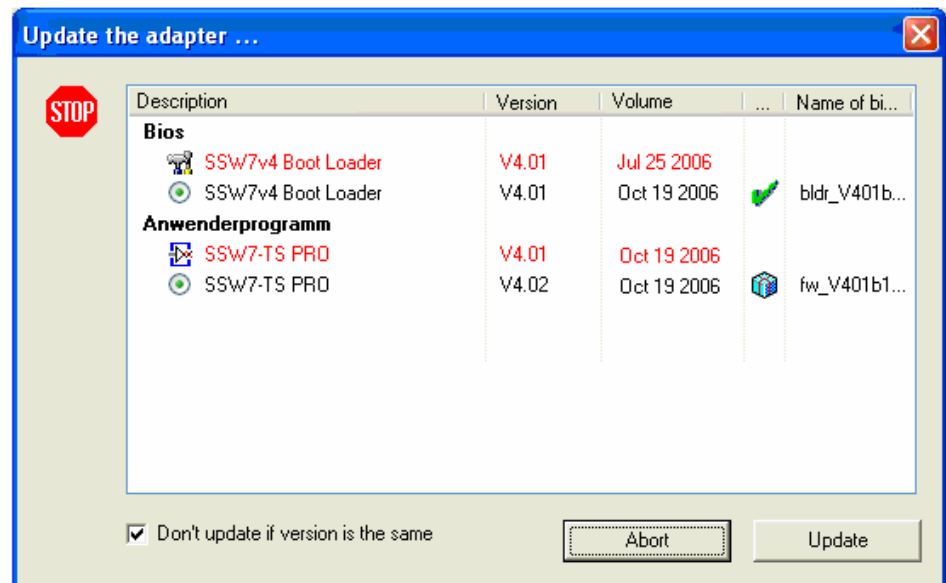 Update the adapter ...
STOP
Description Version Volume ... Name of bi...
Bios
SSW7v4 Boot Loader V4.01 Jul 25 2006
SSW7v4 Boot Loader V4.01 Oct 19 2006 bldr_V401b...
Anwenderprogramm
SSW7-TS PRO V4.01 Oct 19 2006
SSW7-TS PRO V4.02 Oct 19 2006 fw_V401b1...
Don't update if version is the same
Abort Update